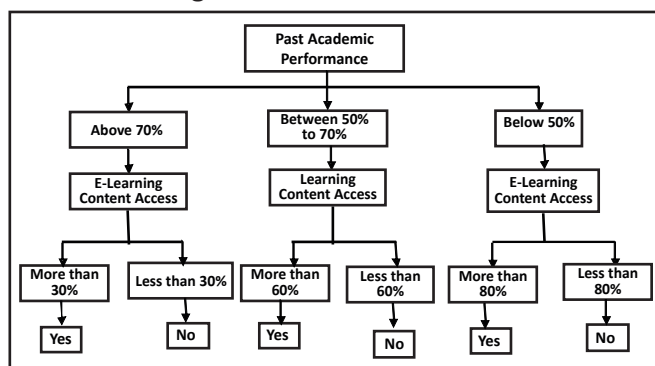 Past Academic
Performance
Above 70%
Between 50%
to 70%
Below 50%
E-Learning
Content Access
Learning
Content Access
E-Learning
Content Access
More than
30%
Less than 30%
More than
60%
Less than
60%
More than
80%
Less than
80%
Yes
No
Yes
No
Yes
No